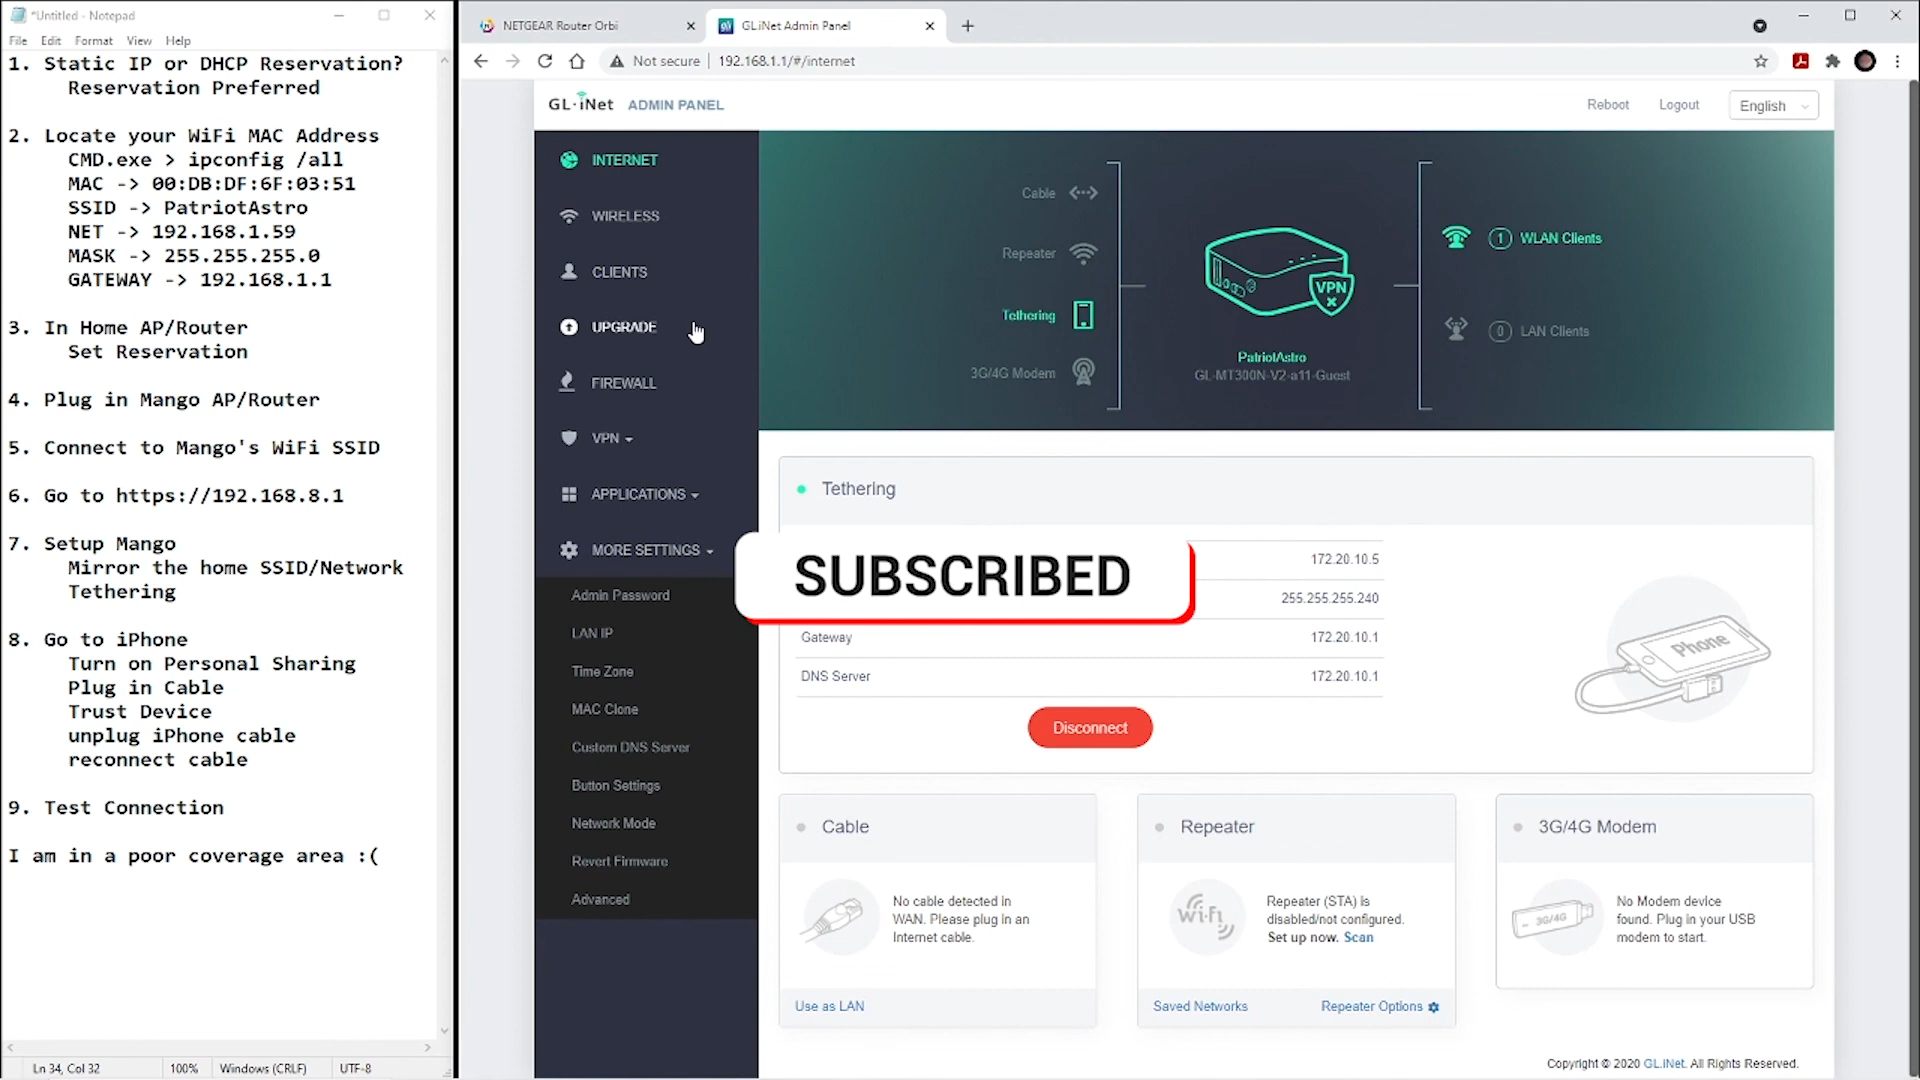 *Untitled - Notepad
File Edit Format View Help
1. Static IP or DHCP Reservation?
Reservation Preferred
2. Locate your WiFi MAC Address
CMD.exe > ipconfig /all
MAC -> 00:DB:DF:6F:03:51
SSID -> PatriotAstro
NET -> 192.168.1.59
MASK -> 255.255.255.0
GATEWAY -> 192.168.1.1
3. In Home AP/Router
Set Reservation
4. Plug in Mango AP/Router
5. Connect to Mango's WiFi SSID
6. Go to https://192.168.8.1
7. Setup Mango
Mirror the home SSID/Network
Tethering
8. Go to iPhone
Turn on Personal Sharing
Plug in Cable
Trust Device
unplug iPhone cable
reconnect cable
9. Test Connection
I am in a poor coverage area :(
Ln 34, Col 32 100% Windows (CRLF) UTF-8
NETGEAR Router Orbi
GL.iNet Admin Panel
Not secure 192.168.1.1/#/internet
GL·iNet ADMIN PANEL
Reboot Logout English
INTERNET
WIRELESS
CLIENTS
UPGRADE
FIREWALL
VPN
APPLICATIONS
MORE SETTINGS
Admin Password
LAN IP
Time Zone
MAC Clone
Custom DNS Server
Button Settings
Network Mode
Revert Firmware
Advanced
Cable
Repeater
Tethering
3G/4G Modem
VPN
PatriotAstro
GL-MT300N-V2-a11-Guest
1 WLAN Clients
0 LAN Clients
Tethering
SUBSCRIBED
172.20.10.5
255.255.255.240
Gateway 172.20.10.1
DNS Server 172.20.10.1
Disconnect
Phone
Cable
No cable detected in
WAN. Please plug in an
Internet cable.
Use as LAN
Repeater
Wi-Fi
Repeater (STA) is
disabled/not configured.
Set up now. Scan
Saved Networks Repeater Options
3G/4G Modem
3G/4G
No Modem device
found. Plug in your USB
modem to start.
Copyright © 2020 GL.iNet. All Rights Reserved.